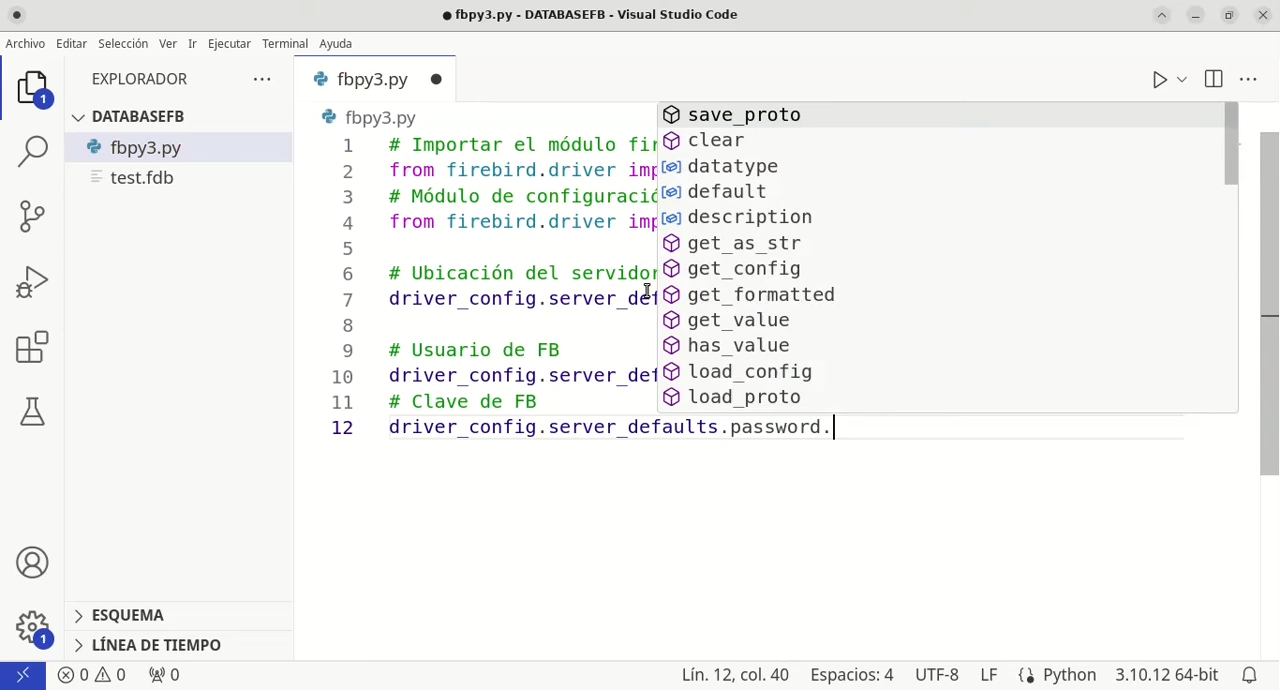 fbpy3.py - DATABASEFB - Visual Studio Code
Archivo Editar Selección Ver Ir Ejecutar Terminal Ayuda
EXPLORADOR
DATABASEFB
fbpy3.py
test.fdb
ESQUEMA
LÍNEA DE TIEMPO
1
1
fbpy3.py
fbpy3.py
1 # Importar el módulo fir
2 from firebird.driver imp
3 # Módulo de configuració
4 from firebird.driver imp
5
6 # Ubicación del servidor
7 driver_config.server_def
8
9 # Usuario de FB
10 driver_config.server_def
11 # Clave de FB
12 driver_config.server_defaults.password.
save_proto
clear
datatype
default
description
get_as_str
get_config
get_formatted
get_value
has_value
load_config
load_proto
0 0 0 Lín. 12, col. 40 Espacios: 4 UTF-8 LF Python 3.10.12 64-bit